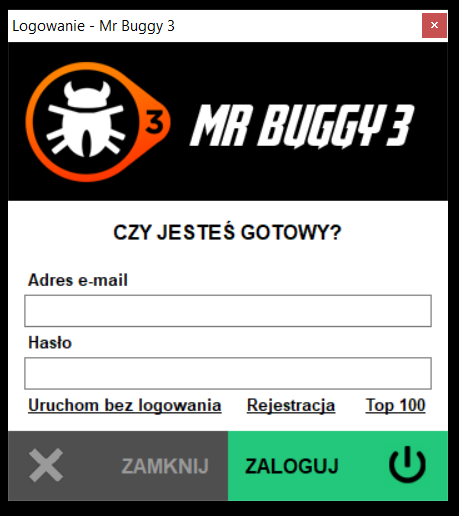 Logowanie - Mr Buggy 3
3
MR BUGGY 3
CZY JESTEŚ GOTOWY?
Adres e-mail
Hasło
Uruchom bez logowania Rejestracja Top 100
ZAMKNIJ ZALOGUJ